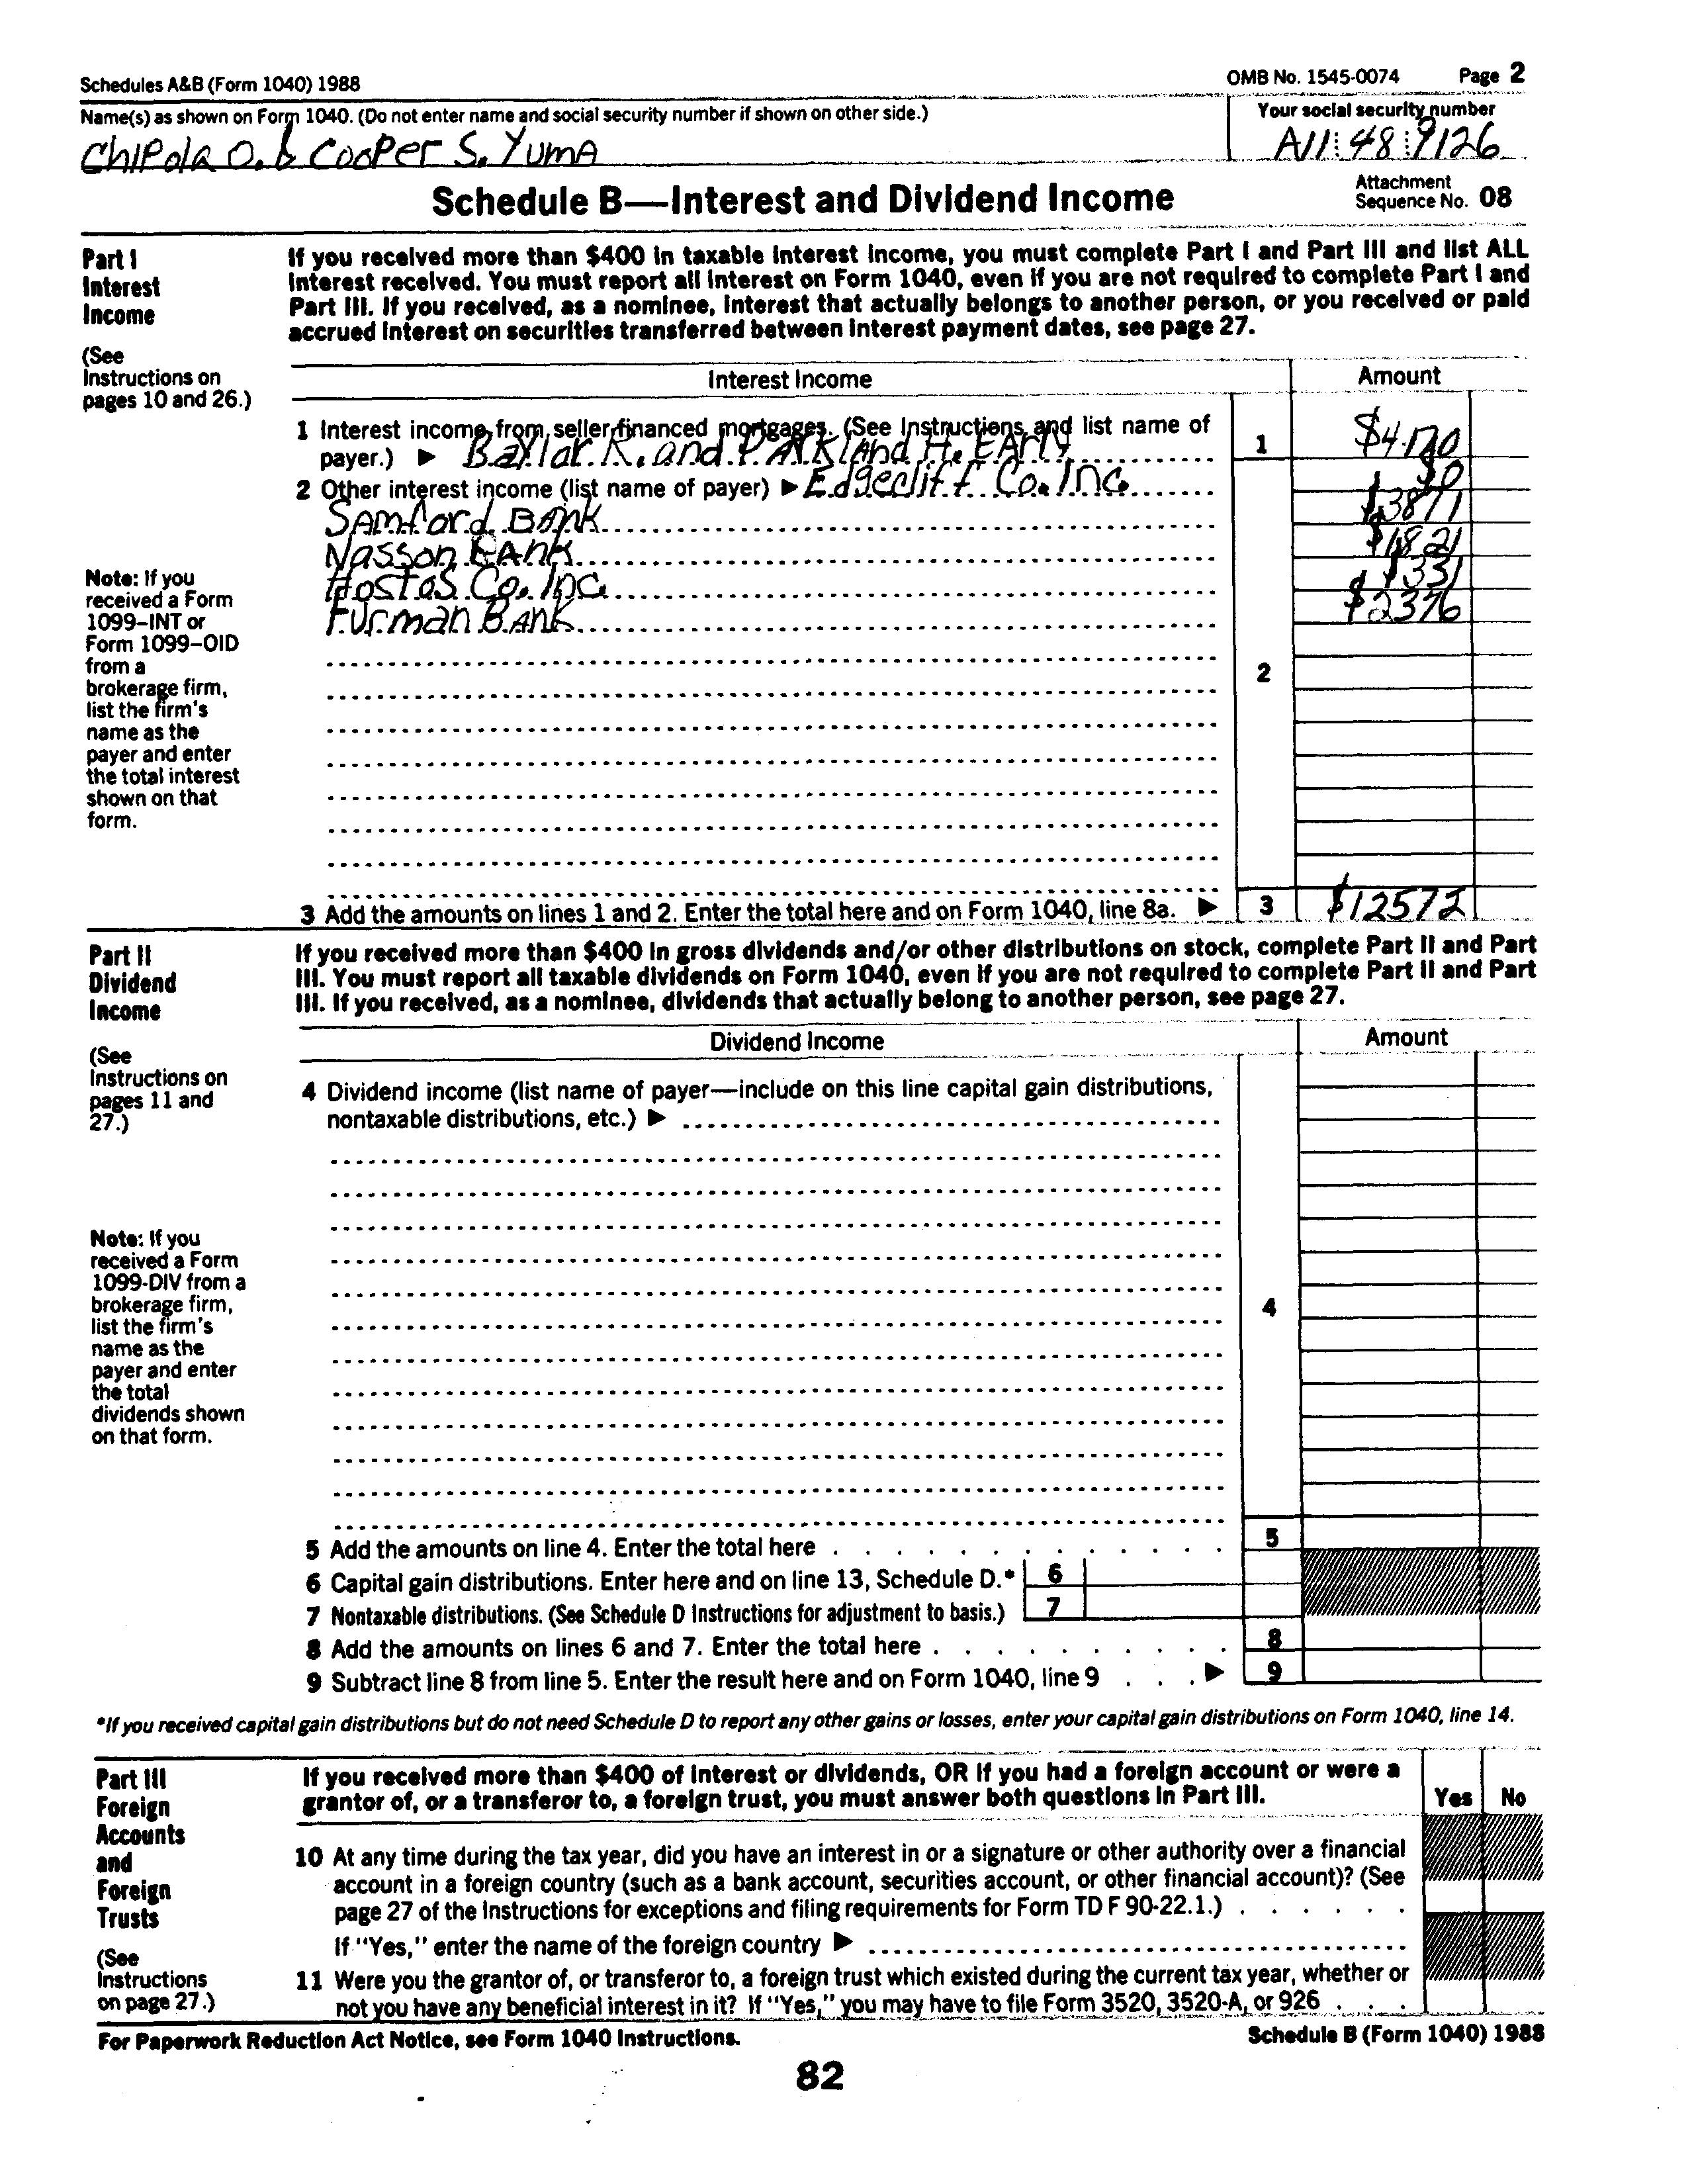 Schedules A&B (Form 1040) 1988
OMB No. 1545-0074 Page 2
Name(s) as shown on Form 1040. (Do not enter name and social security number if shown on other side.)
Your social security number
Chipola O. & Cooper S. Yuma
A11 48 9126
Schedule B—Interest and Dividend Income
Attachment
Sequence No. 08
Part I
Interest
Income
(See
Instructions on
pages 10 and 26.)
If you received more than $400 in taxable interest income, you must complete Part I and Part III and list ALL
interest received. You must report all interest on Form 1040, even if you are not required to complete Part I and
Part III. If you received, as a nominee, interest that actually belongs to another person, or you received or paid
accrued interest on securities transferred between interest payment dates, see page 27.
Interest Income
Amount
1 Interest income from seller-financed mortgages. (See Instructions and list name of
payer.) ▶ Baylar R. and Parkland H. Early
1 $4170
2 Other interest income (list name of payer) ▶ Edgecliff Co. Inc.
$0
Samford Bank
$3871
Nasson Bank
$1821
Hostos Co. Inc.
$331
Furman Bank
$2376
2
Note: If you
received a Form
1099–INT or
Form 1099–OID
from a
brokerage firm,
list the firm's
name as the
payer and enter
the total interest
shown on that
form.
3 Add the amounts on lines 1 and 2. Enter the total here and on Form 1040, line 8a. ▶ 3 $12572
Part II
Dividend
Income
(See
Instructions on
pages 11 and
27.)
If you received more than $400 in gross dividends and/or other distributions on stock, complete Part II and Part
III. You must report all taxable dividends on Form 1040, even if you are not required to complete Part II and Part
III. If you received, as a nominee, dividends that actually belong to another person, see page 27.
Dividend Income
Amount
4 Dividend income (list name of payer—include on this line capital gain distributions,
nontaxable distributions, etc.) ▶
4
Note: If you
received a Form
1099-DIV from a
brokerage firm,
list the firm's
name as the
payer and enter
the total
dividends shown
on that form.
5 Add the amounts on line 4. Enter the total here 5
6 Capital gain distributions. Enter here and on line 13, Schedule D.* 6
7 Nontaxable distributions. (See Schedule D Instructions for adjustment to basis.) 7
8 Add the amounts on lines 6 and 7. Enter the total here 8
9 Subtract line 8 from line 5. Enter the result here and on Form 1040, line 9 ▶ 9
*If you received capital gain distributions but do not need Schedule D to report any other gains or losses, enter your capital gain distributions on Form 1040, line 14.
Part III
Foreign
Accounts
and
Foreign
Trusts
(See
Instructions
on page 27.)
If you received more than $400 of interest or dividends, OR if you had a foreign account or were a
grantor of, or a transferor to, a foreign trust, you must answer both questions in Part III.
Yes No
10 At any time during the tax year, did you have an interest in or a signature or other authority over a financial
account in a foreign country (such as a bank account, securities account, or other financial account)? (See
page 27 of the Instructions for exceptions and filing requirements for Form TD F 90-22.1.)
If "Yes," enter the name of the foreign country ▶
11 Were you the grantor of, or transferor to, a foreign trust which existed during the current tax year, whether or
not you have any beneficial interest in it? If "Yes," you may have to file Form 3520, 3520-A, or 926
For Paperwork Reduction Act Notice, see Form 1040 Instructions.
Schedule B (Form 1040) 1988
82